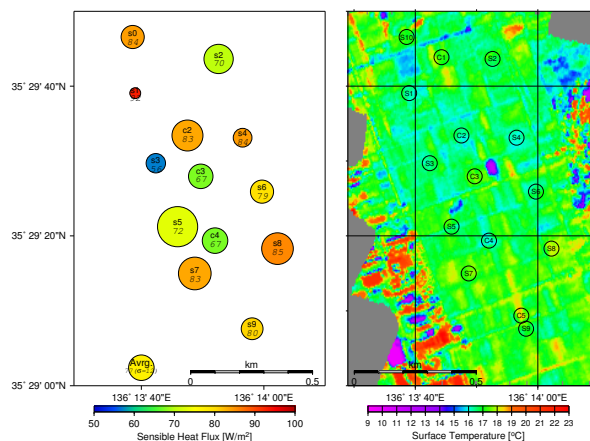 s0
84
s2
70
35° 29' 40"N
s1
c2
83
s4
84
s3
c3
67
s6
79
s5
72
c4
67
35° 29' 20"N
s8
85
s7
83
s9
80
Avrg.
km
0 0.5
35° 29' 00"N
136° 13' 40" 136° 14' 00"
50 60 70 80 90 100
Sensible Heat Flux [W/m²]
S10
C1
S2
S1
C2
S4
S3
C3
S6
S5
C4
S8
S7
C5
S9
km
0 0.5
136° 13' 40" 136° 14' 00"
9 10 11 12 13 14 15 16 17 18 19 20 21 22 23
Surface Temperature [°C]